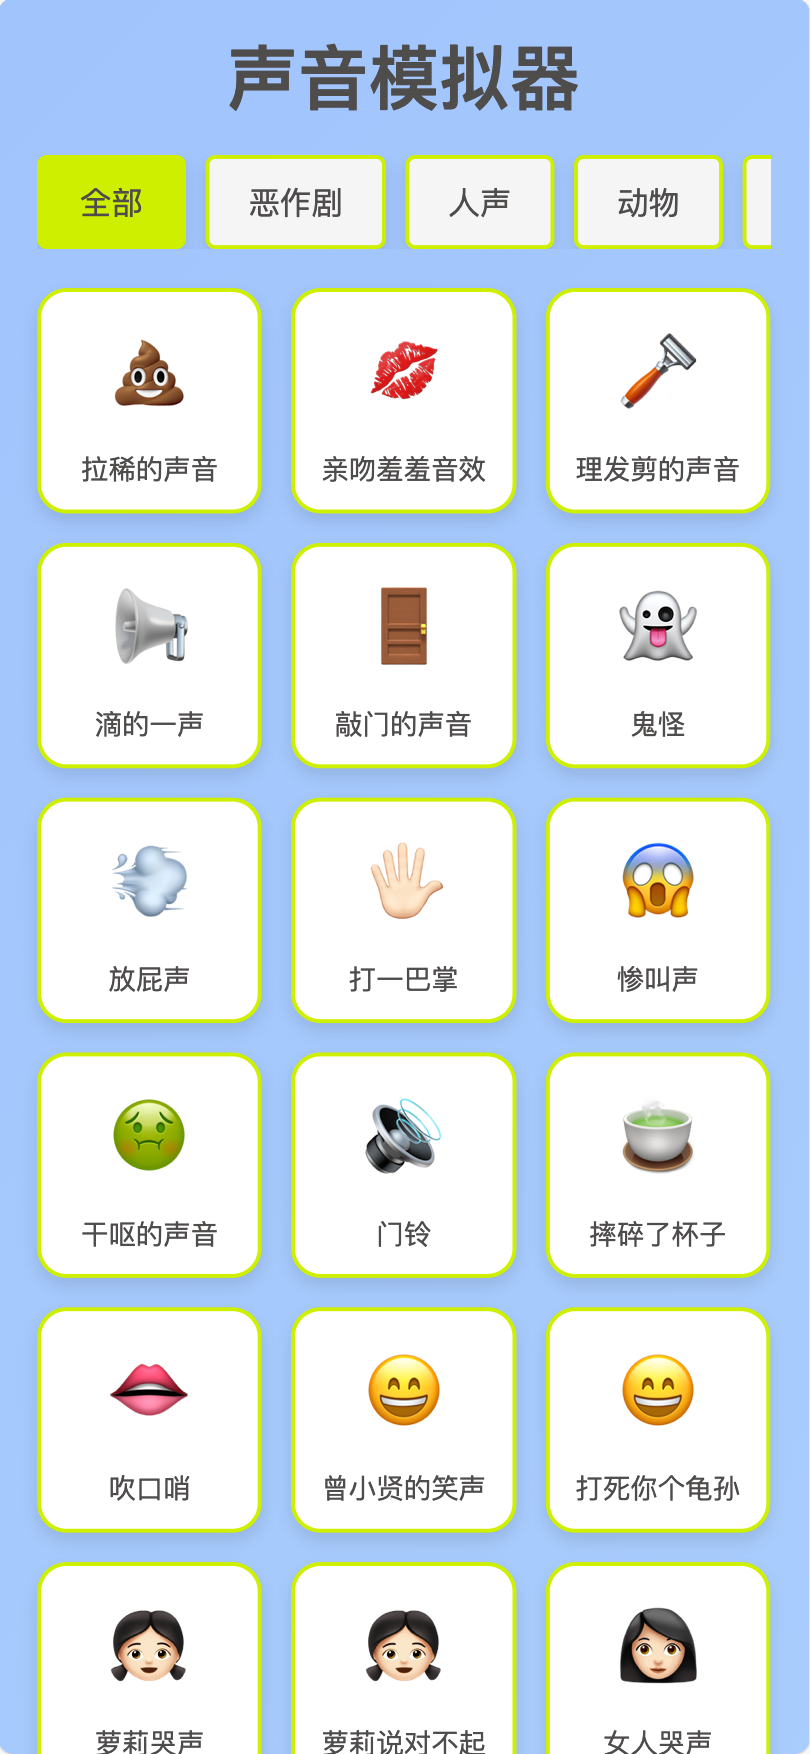 声音模拟器
全部
恶作剧
人声
动物
拉稀的声音
亲吻羞羞音效
理发剪的声音
滴的一声
敲门的声音
鬼怪
放屁声
打一巴掌
惨叫声
干呕的声音
门铃
摔碎了杯子
吹口哨
曾小贤的笑声
打死你个龟孙
萝莉哭声
萝莉说对不起
女人哭声